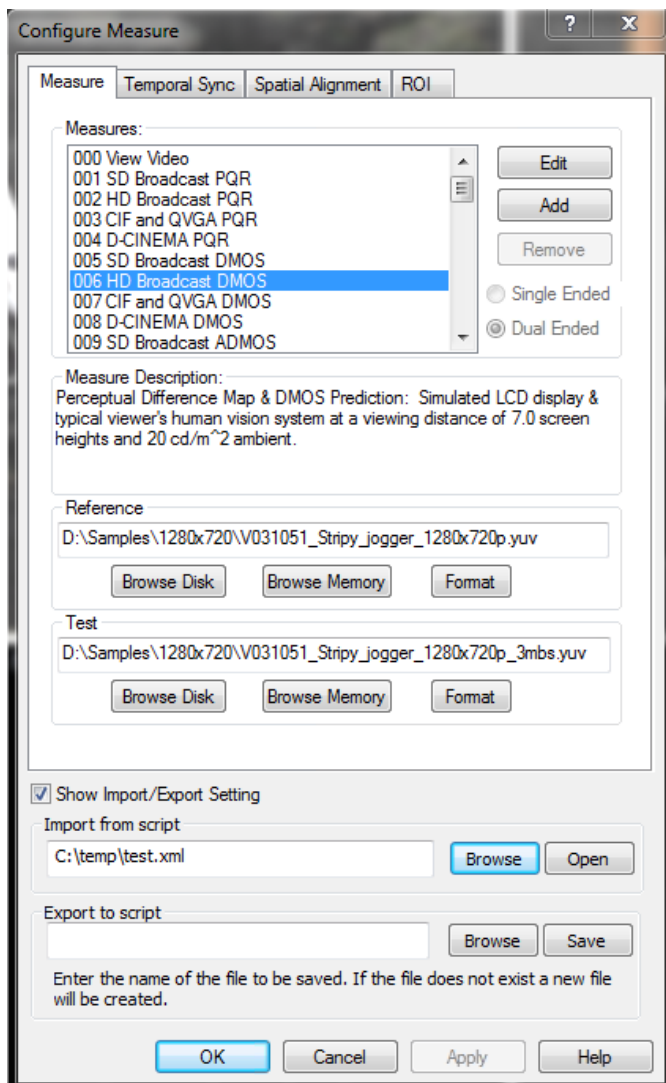 Configure Measure
? X
Measure Temporal Sync Spatial Alignment ROI
Measures:
000 View Video
001 SD Broadcast PQR
002 HD Broadcast PQR
003 CIF and QVGA PQR
004 D-CINEMA PQR
005 SD Broadcast DMOS
006 HD Broadcast DMOS
007 CIF and QVGA DMOS
008 D-CINEMA DMOS
009 SD Broadcast ADMOS
Edit
Add
Remove
Single Ended
Dual Ended
Measure Description:
Perceptual Difference Map & DMOS Prediction: Simulated LCD display &
typical viewer's human vision system at a viewing distance of 7.0 screen
heights and 20 cd/m^2 ambient.
Reference
D:\Samples\1280x720\V031051_Stripy_jogger_1280x720p.yuv
Browse Disk Browse Memory Format
Test
D:\Samples\1280x720\V031051_Stripy_jogger_1280x720p_3mbs.yuv
Browse Disk Browse Memory Format
Show Import/Export Setting
Import from script
C:\temp\test.xml
Browse Open
Export to script
Browse Save
Enter the name of the file to be saved. If the file does not exist a new file
will be created.
OK Cancel Apply Help